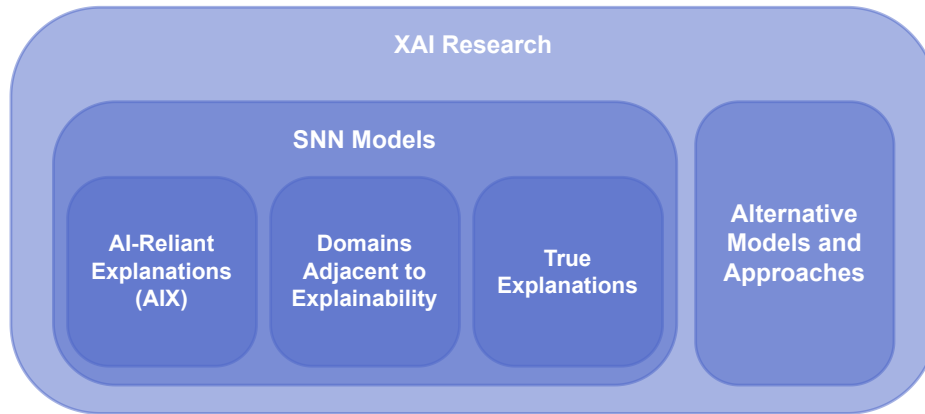 XAI Research
SNN Models
AI-Reliant
Explanations
(AIX)
Domains
Adjacent to
Explainability
True
Explanations
Alternative
Models and
Approaches